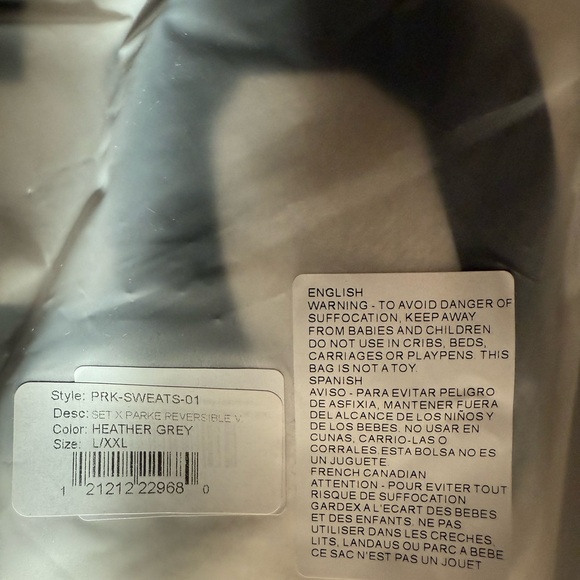 Style: PRK-SWEATS-01
Desc: SET X PARKE REVERSIBLE V
Color: HEATHER GREY
Size: L/XXL
1 21212 22968 0
ENGLISH
WARNING - TO AVOID DANGER OF
SUFFOCATION, KEEP AWAY
FROM BABIES AND CHILDREN
DO NOT USE IN CRIBS, BEDS,
CARRIAGES OR PLAYPENS THIS
BAG IS NOT A TOY.
SPANISH
AVISO - PARA EVITAR PELIGRO
DE ASFIXIA, MANTENER FUERA
DEL ALCANCE DE LOS NIÑOS Y
DE LOS BEBES. NO USAR EN
CUNAS, CARRIO-LAS O
CORRALES.ESTA BOLSA NO ES
UN JUGUETE
FRENCH CANADIAN
ATTENTION - POUR EVITER TOUT
RISQUE DE SUFFOCATION
GARDEX A L'ECART DES BEBES
ET DES ENFANTS. NE PAS
UTILISER DANS LES CRECHES,
LITS, LANDAUS OU PARC A BEBE
CE SAC N'EST PAS UN JOUET